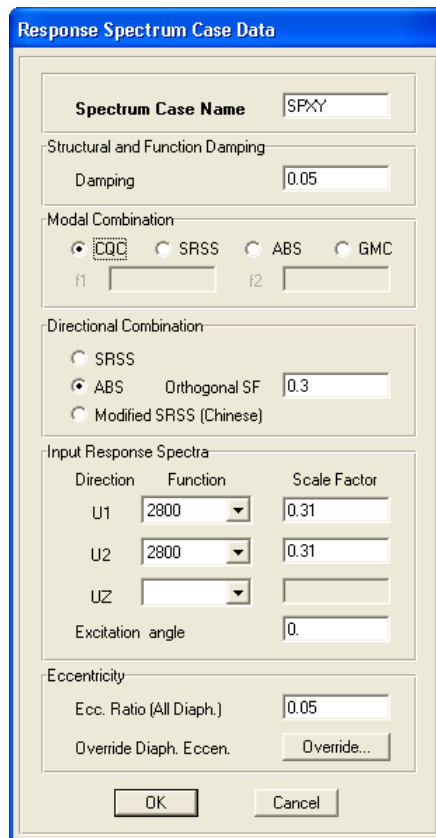 Response Spectrum Case Data
Spectrum Case Name SPXY
Structural and Function Damping
Damping 0.05
Modal Combination
CQC SRSS ABS GMC
f1 f2
Directional Combination
SRSS
ABS Orthogonal SF 0.3
Modified SRSS (Chinese)
Input Response Spectra
Direction Function Scale Factor
U1 2800 0.31
U2 2800 0.31
UZ
Excitation angle 0.
Eccentricity
Ecc. Ratio (All Diaph.) 0.05
Override Diaph. Eccen. Override...
OK Cancel